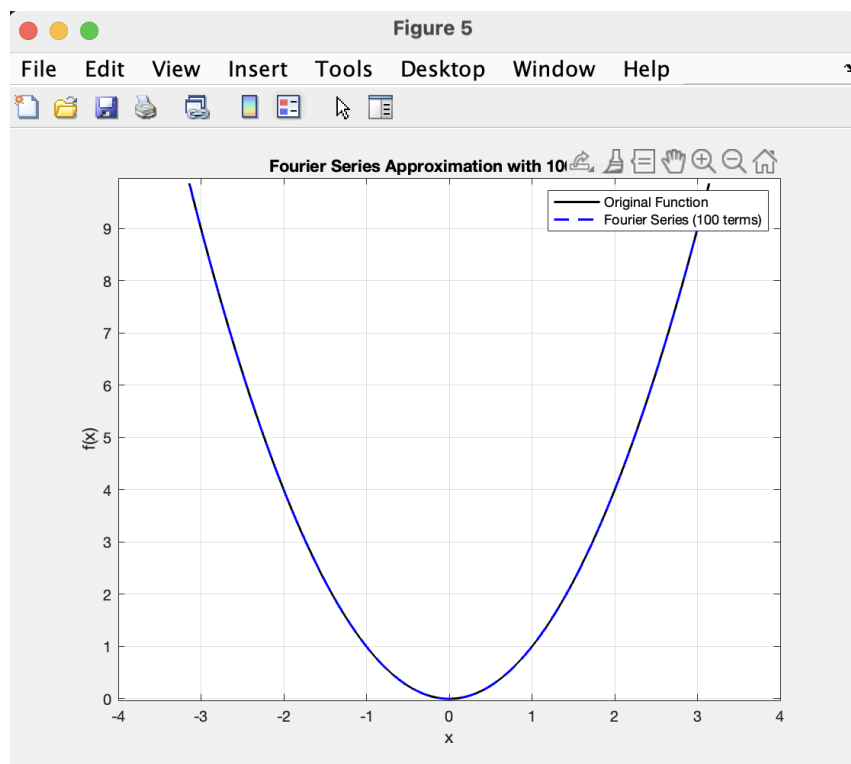 Figure 5
File Edit View Insert Tools Desktop Window Help
Fourier Series Approximation with 10
Original Function
Fourier Series (100 terms)
9
8
7
6
5
4
3
2
1
0
f(x)
-4 -3 -2 -1 0 1 2 3 4
x